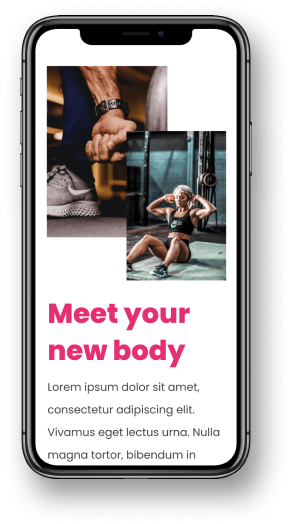 Meet your
new body
Lorem ipsum dolor sit amet,
consectetur adipiscing elit.
Vivamus eget lectus urna. Nulla
magna tortor, bibendum in